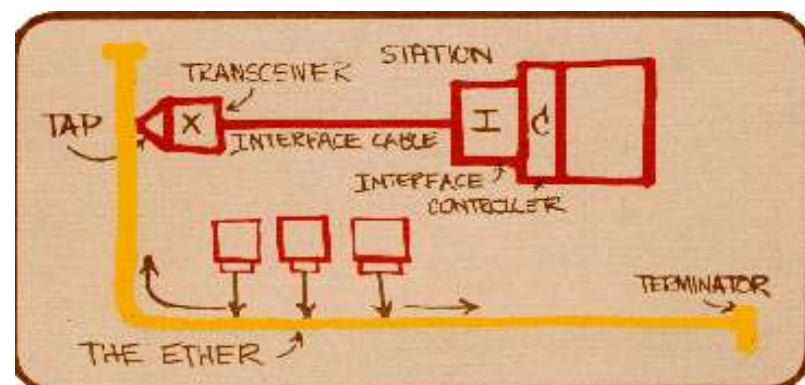 STATION
TRANSCEIVER
TAP
X
I
C
INTERFACE CABLE
INTERFACE
CONTROLLER
TERMINATOR
THE ETHER